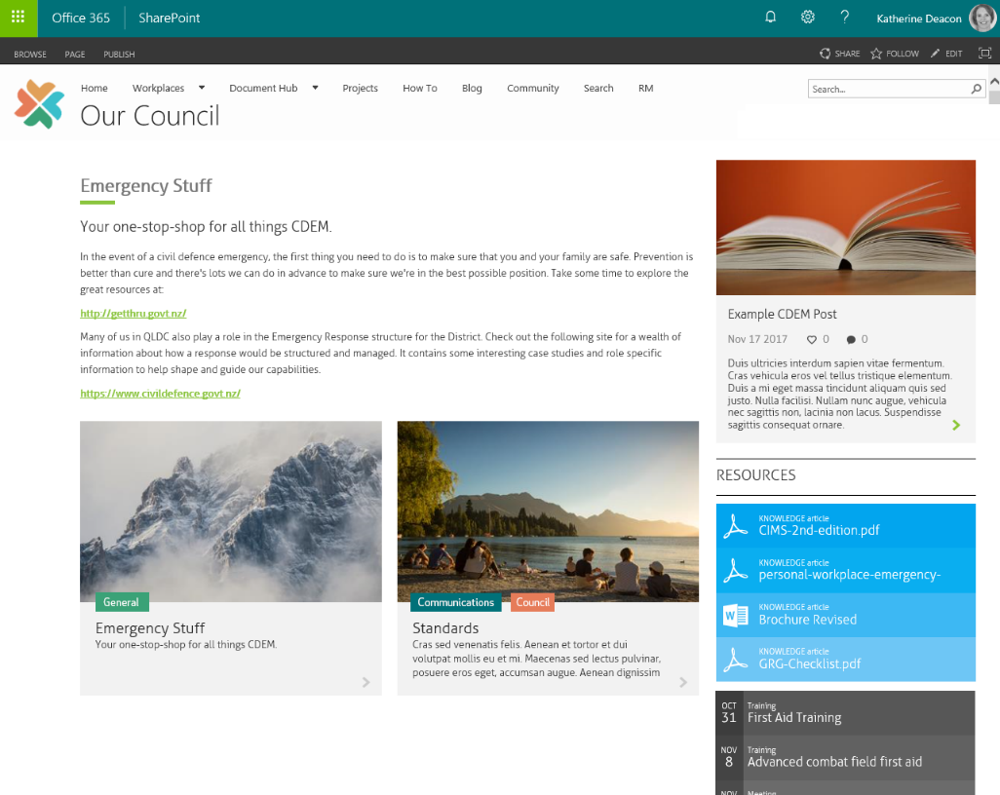 Office 365 SharePoint Katherine Deacon
BROWSE PAGE PUBLISH SHARE FOLLOW EDIT
Home Workplaces Document Hub Projects How To Blog Community Search RM
Search...
Our Council
Emergency Stuff
Your one-stop-shop for all things CDEM.
In the event of a civil defence emergency, the first thing you need to do is to make sure that you and your family are safe. Prevention is
better than cure and there's lots we can do in advance to make sure we're in the best possible position. Take some time to explore the
great resources at:
http://getthru.govt.nz/
Many of us in QLDC also play a role in the Emergency Response structure for the District. Check out the following site for a wealth of
information about how a response would be structured and managed. It contains some interesting case studies and role specific
information to help shape and guide our capabilities.
https://www.civildefence.govt.nz/
General
Emergency Stuff
Your one-stop-shop for all things CDEM.
Communications Council
Standards
Cras sed venenatis felis. Aenean et tortor et dui
volutpat mollis eu et mi. Maecenas sed lectus pulvinar,
posuere eros eget, accumsan augue. Aenean dignissim
Example CDEM Post
Nov 17 2017 0 0
Duis ultricies interdum sapien vitae fermentum.
Cras vehicula eros vel tellus tristique elementum.
Duis a mi eget massa tincidunt aliquam quis sed
justo. Nulla facilisi. Nullam nunc augue, vehicula
nec sagittis non, lacinia non lacus. Suspendisse
sagittis consequat ornare.
RESOURCES
KNOWLEDGE article
CIMS-2nd-edition.pdf
KNOWLEDGE article
personal-workplace-emergency-
KNOWLEDGE article
Brochure Revised
KNOWLEDGE article
GRG-Checklist.pdf
OCT Training
31 First Aid Training
NOV Training
8 Advanced combat field first aid
NOV Meeting